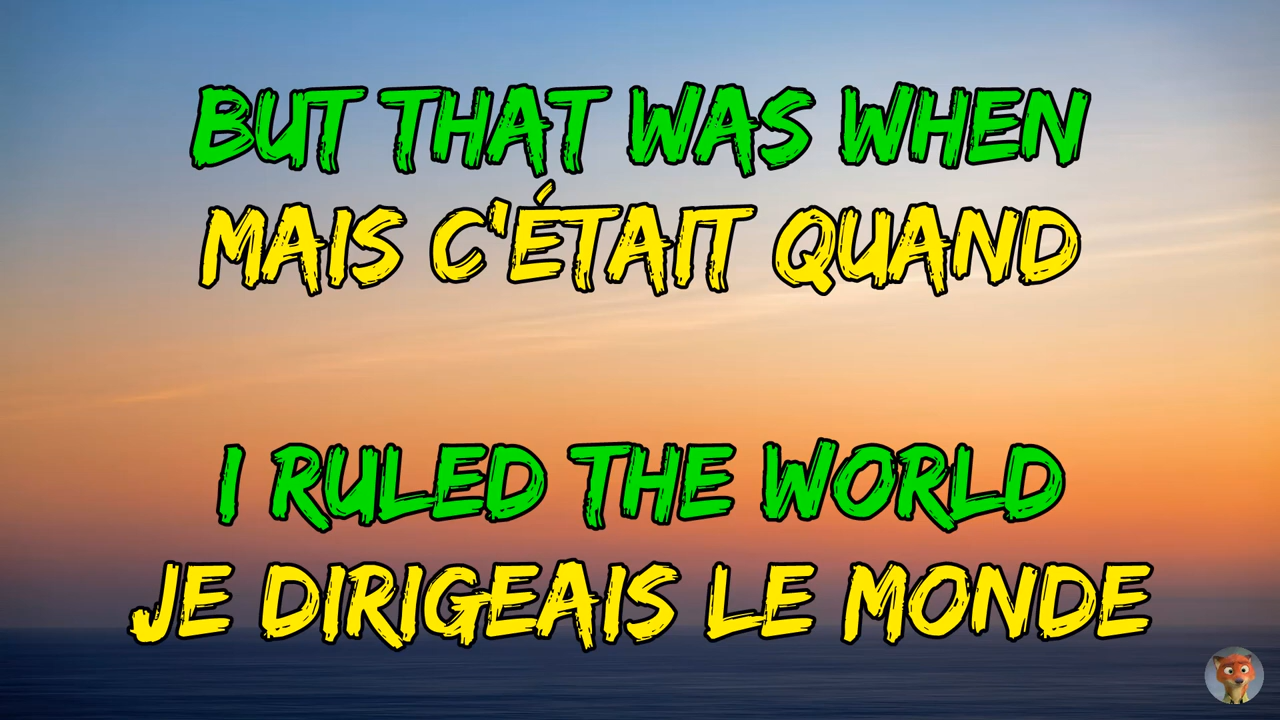 BUT THAT WAS WHEN
MAIS C'ÉTAIT QUAND
I RULED THE WORLD
JE DIRIGEAIS LE MONDE